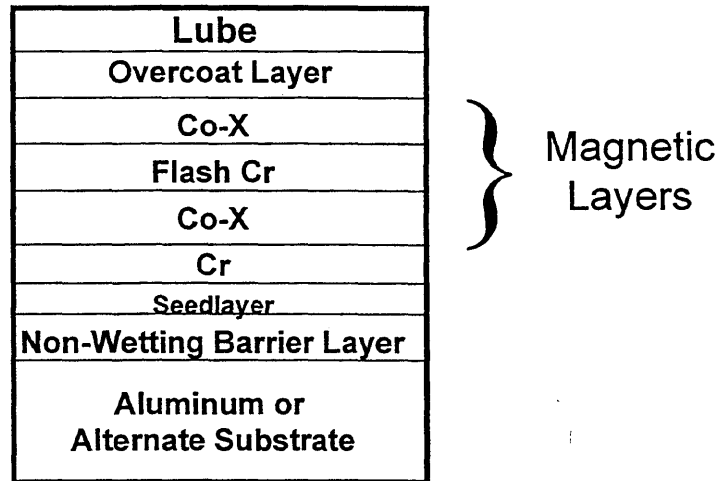 Lube
Overcoat Layer
Co-X
Flash Cr
Co-X
Cr
Seedlayer
Non-Wetting Barrier Layer
Aluminum or
Alternate Substrate
Magnetic
Layers